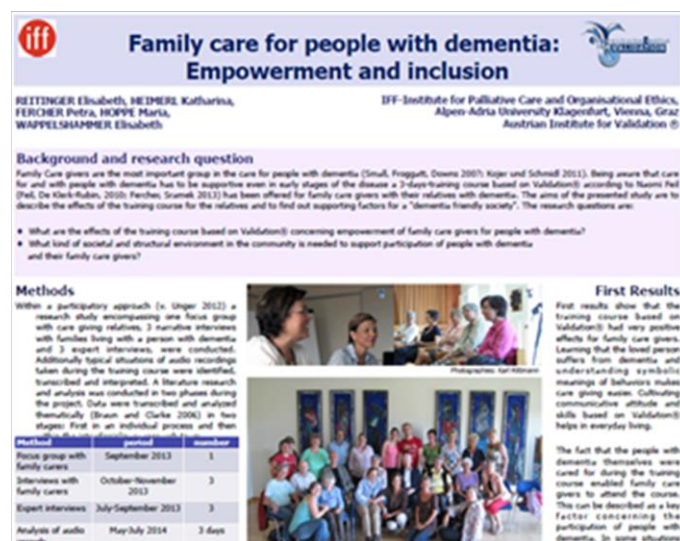 iff
Family care for people with dementia:
Empowerment and inclusion
VALIDATION
REITINGER Elisabeth, HEIMERL Katharina,
FERCHER Petra, HOPPE Maria,
WAPPELSHAMMER Elisabeth
IFF-Institute for Palliative Care and Organisational Ethics,
Alpen-Adria University Klagenfurt, Vienna, Graz
Austrian Institute for Validation ®
Background and research question
Family Care givers are the most important group in the care for people with dementia (Small, Froggatt, Downs 2007; Kojer und Schmidl 2011). Being aware that care
for and with people with dementia has to be supportive even in early stages of the disease a 3-days-training course based on Validation® according to Naomi Feil
(Feil, De Klerk-Rubin, 2010; Fercher, Sramek 2013) has been offered for family care givers with their relatives with dementia. The aims of the presented study are to
describe the effects of the training course for the relatives and to find out supporting factors for a "dementia friendly society". The research questions are:
• What are the effects of the training course based on Validation® concerning empowerment of family care givers for people with dementia?
• What kind of societal and structural environment in the community is needed to support participation of people with dementia
and their family care givers?
Methods
Within a participatory approach (v. Unger 2012) a
research study encompassing one focus group
with care giving relatives, 3 narrative interviews
with families living with a person with dementia
and 3 expert interviews, were conducted.
Additionally typical situations of audio recordings
taken during the training course were identified,
transcribed and interpreted. A literature research
and analysis was conducted in two phases during
the project. Data were transcribed and analyzed
thematically (Braun and Clarke 2006) in two
stages: First in an individual process and then
Method period number
Focus group with family carers September 2013 1
Interviews with family carers October-November 2013 3
Expert interviews July-September 2013 3
Analysis of audio May-July 2014 3 days
Photographies: Karl Rittmann
First Results
First results show that the
training course based on
Validation® had very positive
effects for family care givers.
Learning that the loved person
suffers from dementia and
understanding symbolic
meanings of behaviors makes
care giving easier. Cultivating
communicative attitude and
skills based on Validation®
helps in everyday living.
The fact that the people with
dementia themselves were
cared for during the training
course enabled family care
givers to attend the course.
This can be described as a key
factor concerning the
participation of people with
dementia. In some situations